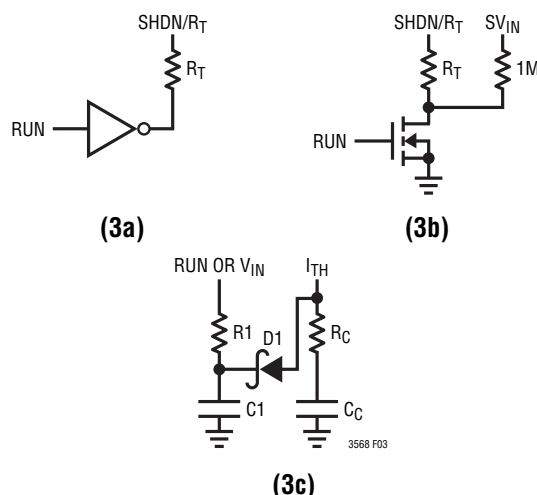 SHDN/RT
RT
RUN
(3a)
SHDN/RT SVIN
RT 1M
RUN
(3b)
RUN OR VIN ITH
R1 D1 RC
C1 CC
3568 F03
(3c)